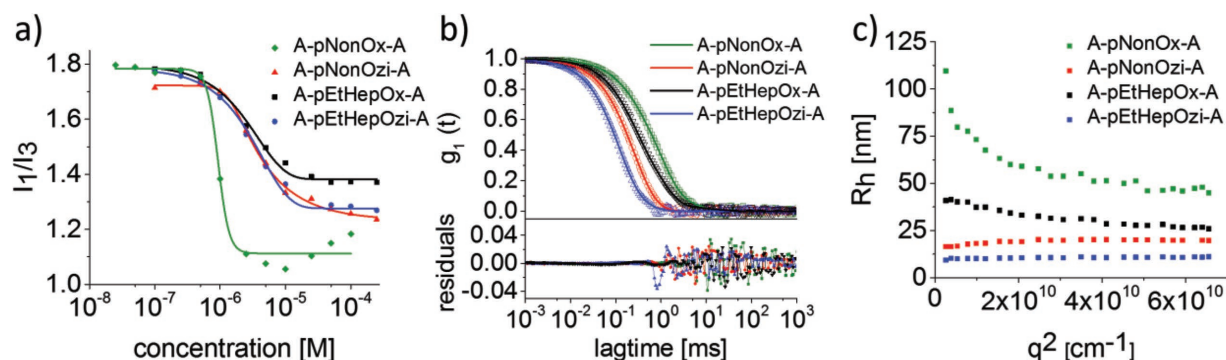 a)
A-pNonOx-A
A-pNonOzi-A
A-pEtHepOx-A
A-pEtHepOzi-A
1.8
1.6
1.4
1.2
1.0
I1/I3
10-8 10-7 10-6 10-5 10-4
concentration [M]
b)
A-pNonOx-A
A-pNonOzi-A
A-pEtHepOx-A
A-pEtHepOzi-A
1.0
0.8
0.6
0.4
0.2
0.0
g1 (t)
0.04
0.00
-0.04
residuals
10-3 10-2 10-1 100 101 102 103
lagtime [ms]
c)
A-pNonOx-A
A-pNonOzi-A
A-pEtHepOx-A
A-pEtHepOzi-A
125
100
75
50
25
0
Rh [nm]
0 2x1010 4x1010 6x1010
q2 [cm-1]